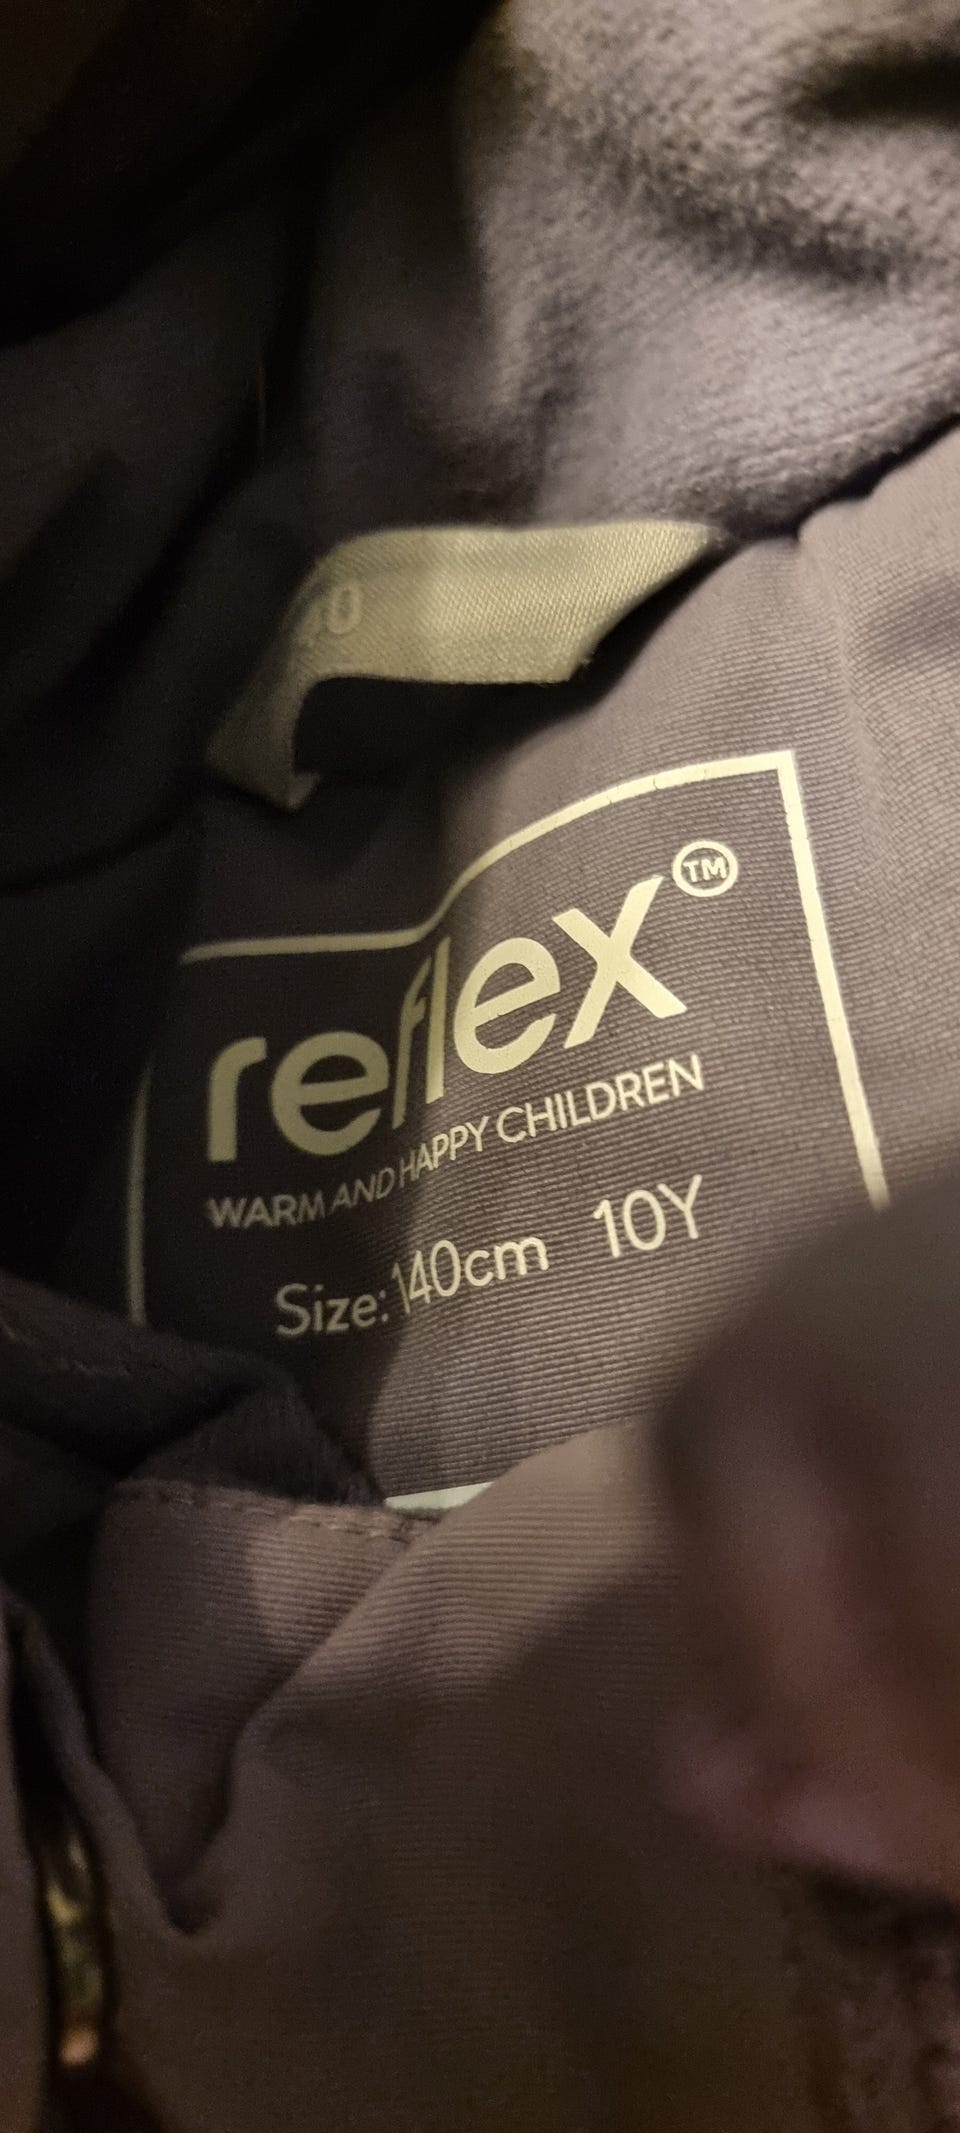 reflex™
WARM AND HAPPY CHILDREN
Size: 140cm 10Y